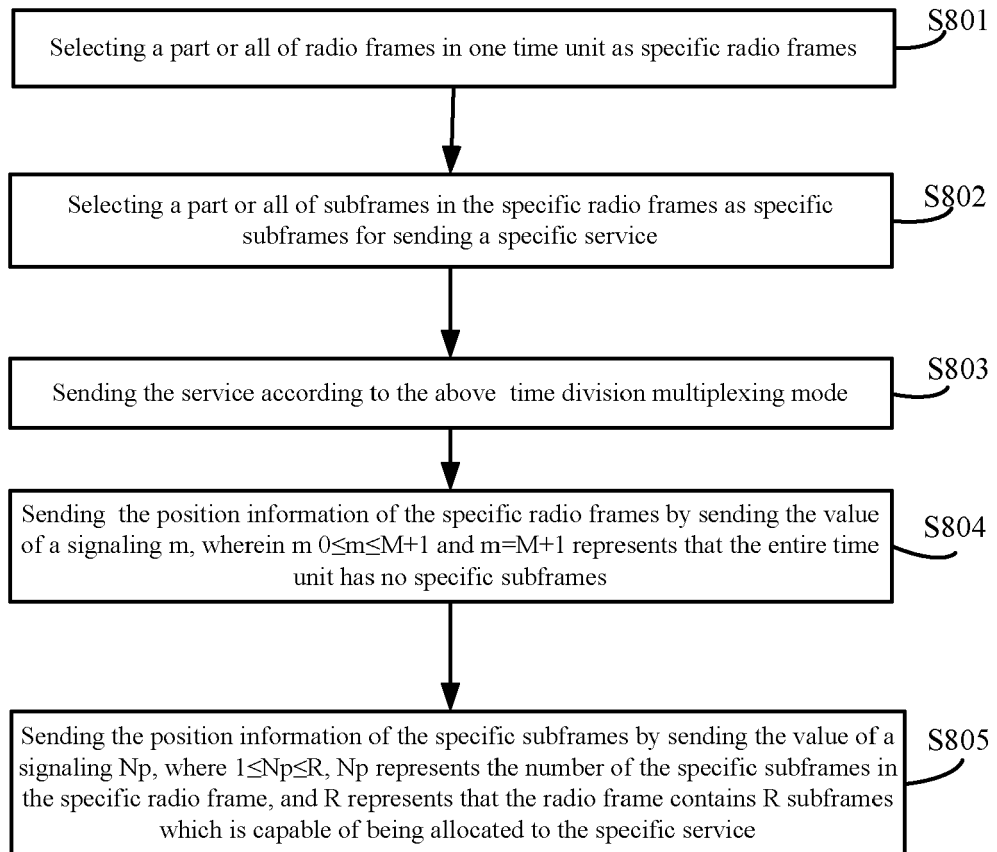 S801
Selecting a part or all of radio frames in one time unit as specific radio frames
S802
Selecting a part or all of subframes in the specific radio frames as specific
subframes for sending a specific service
S803
Sending the service according to the above time division multiplexing mode
S804
Sending the position information of the specific radio frames by sending the value
of a signaling m, wherein m 0≤m≤M+1 and m=M+1 represents that the entire time
unit has no specific subframes
S805
Sending the position information of the specific subframes by sending the value of a
signaling Np, where 1≤Np≤R, Np represents the number of the specific subframes in
the specific radio frame, and R represents that the radio frame contains R subframes
which is capable of being allocated to the specific service